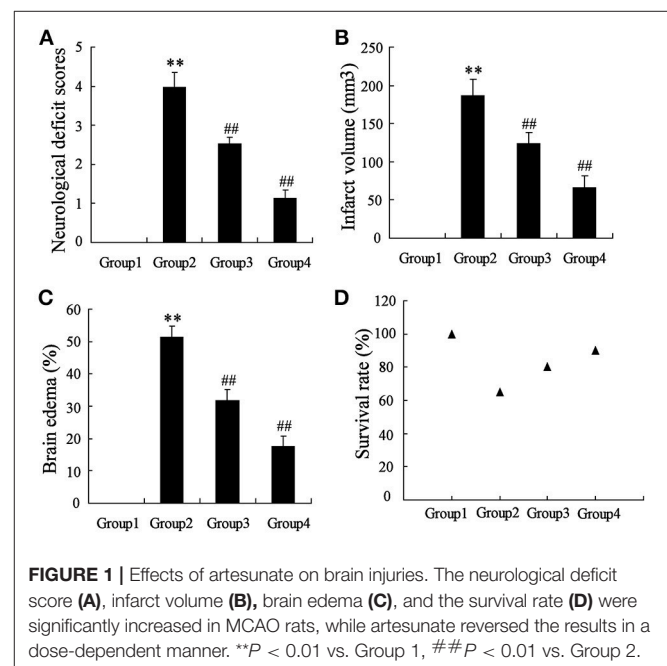 A
Neurological deficit scores
5
4
3
2
1
0
**
##
##
Group1 Group2 Group3 Group4
B
Infarct volume (mm3)
250
200
150
100
50
0
**
##
##
Group1 Group2 Group3 Group4
C
Brain edema (%)
60
50
40
30
20
10
0
**
##
##
Group1 Group2 Group3 Group4
D
Survival rate (%)
120
100
80
60
40
20
0
Group1 Group2 Group3 Group4
FIGURE 1 | Effects of artesunate on brain injuries. The neurological deficit
score (A), infarct volume (B), brain edema (C), and the survival rate (D) were
significantly increased in MCAO rats, while artesunate reversed the results in a
dose-dependent manner. **P < 0.01 vs. Group 1, ##P < 0.01 vs. Group 2.